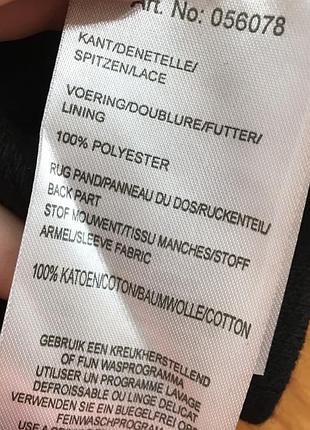 Art. No: 056078
KANT/DENETELLE/
SPITZEN/LACE
VOERING/DOUBLURE/FUTTER/
LINING
100% POLYESTER
RUG PAND/PANNEAU DU DOS/RUCKENTEIL/
BACK PART
STOF MOUWENT/TISSU MANCHES/STOFF
ARMEL/SLEEVE FABRIC
100% KATOEN/COTON/BAUMWOLLE/COTTON
GEBRUIK EEN KREUKHERSTELLEND
OF FIJN WASPROGRAMMA
UTILISER UN PROGRAMME LAVAGE
DEFROISSABLE OU LINGE DELICAT
VERWENDEN SIE EIN BUEGELFREI ODER
FEINWASCHPROGRAMM
USE A